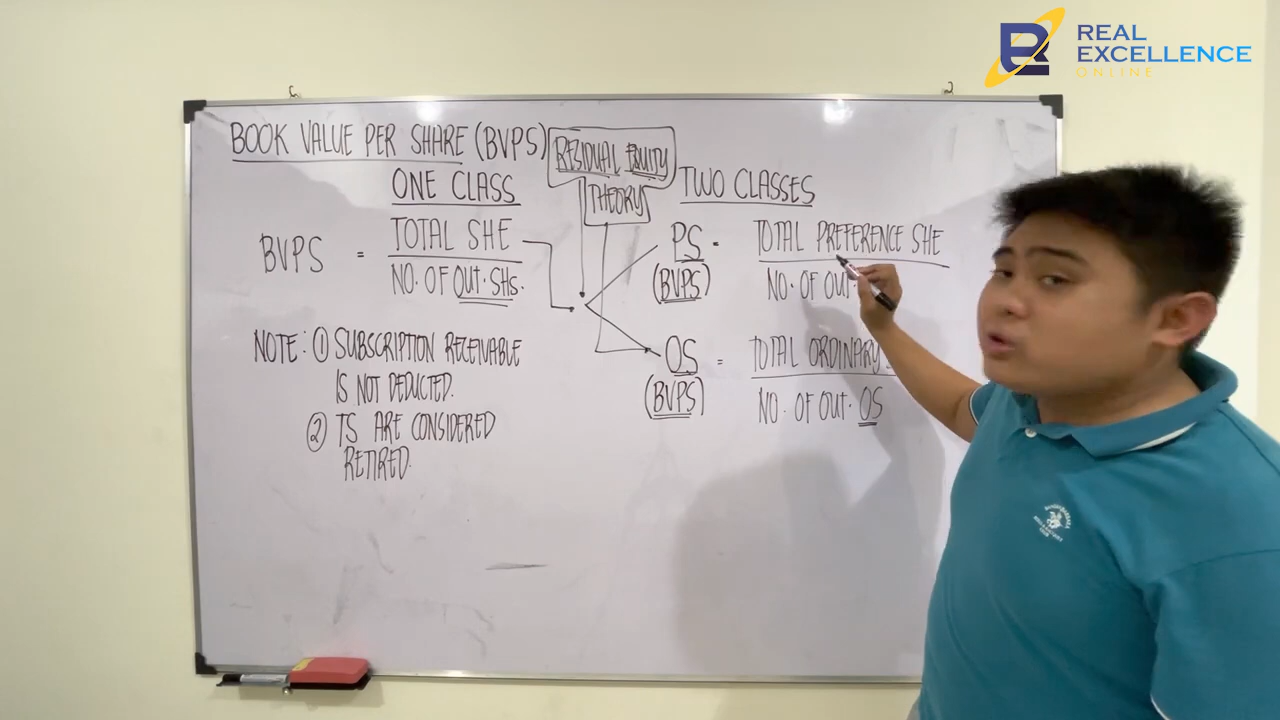 REAL
EXCELLENCE
ONLINE
BOOK VALUE PER SHARE (BVPS)
RESIDUAL EQUITY
THEORY
ONE CLASS
BVPS = TOTAL SHE
NO. OF OUT. SHs.
NOTE: ① SUBSCRIPTION RECEIVABLE
IS NOT DEDUCTED.
② TS ARE CONSIDERED
RETIRED.
TWO CLASSES
PS = TOTAL PREFERENCE SHE
(BVPS) NO. OF OUT.
OS = TOTAL ORDINARY
(BVPS) NO. OF OUT. OS